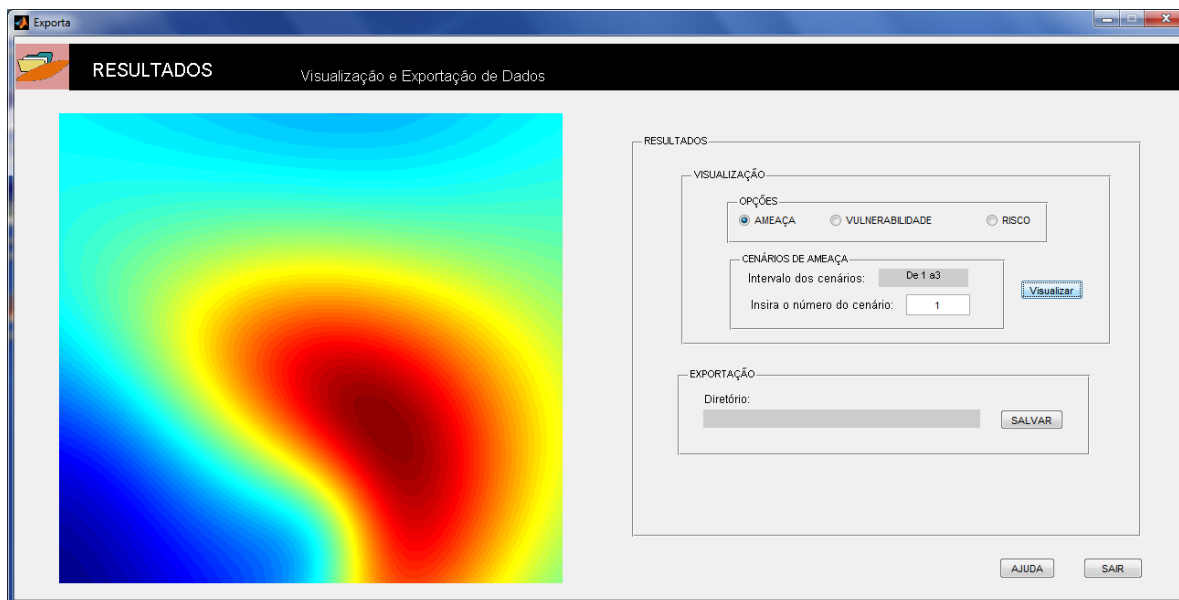 Exporta
RESULTADOS
Visualização e Exportação de Dados
RESULTADOS
VISUALIZAÇÃO
OPÇÕES
AMEAÇA VULNERABILIDADE RISCO
CENÁRIOS DE AMEAÇA
Intervalo dos cenários: De 1 a3
Insira o número do cenário: 1
Visualizar
EXPORTAÇÃO
Diretório:
SALVAR
AJUDA SAIR